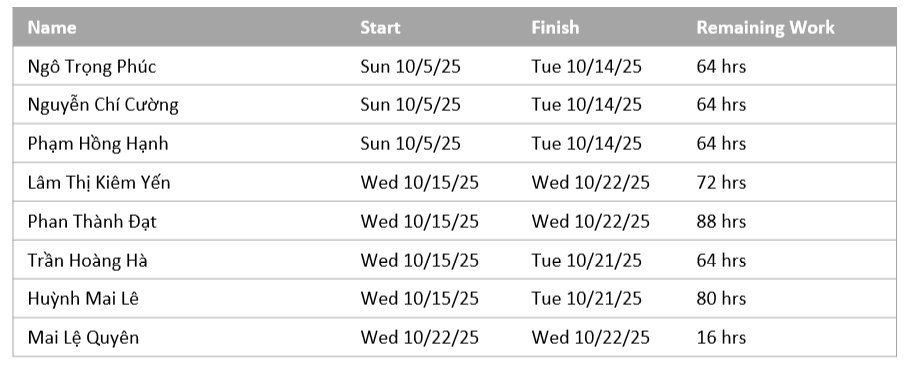 Name Start Finish Remaining Work
Ngô Trọng Phúc Sun 10/5/25 Tue 10/14/25 64 hrs
Nguyễn Chí Cường Sun 10/5/25 Tue 10/14/25 64 hrs
Phạm Hồng Hạnh Sun 10/5/25 Tue 10/14/25 64 hrs
Lâm Thị Kiêm Yến Wed 10/15/25 Wed 10/22/25 72 hrs
Phan Thành Đạt Wed 10/15/25 Wed 10/22/25 88 hrs
Trần Hoàng Hà Wed 10/15/25 Tue 10/21/25 64 hrs
Huỳnh Mai Lê Wed 10/15/25 Tue 10/21/25 80 hrs
Mai Lệ Quyên Wed 10/22/25 Wed 10/22/25 16 hrs